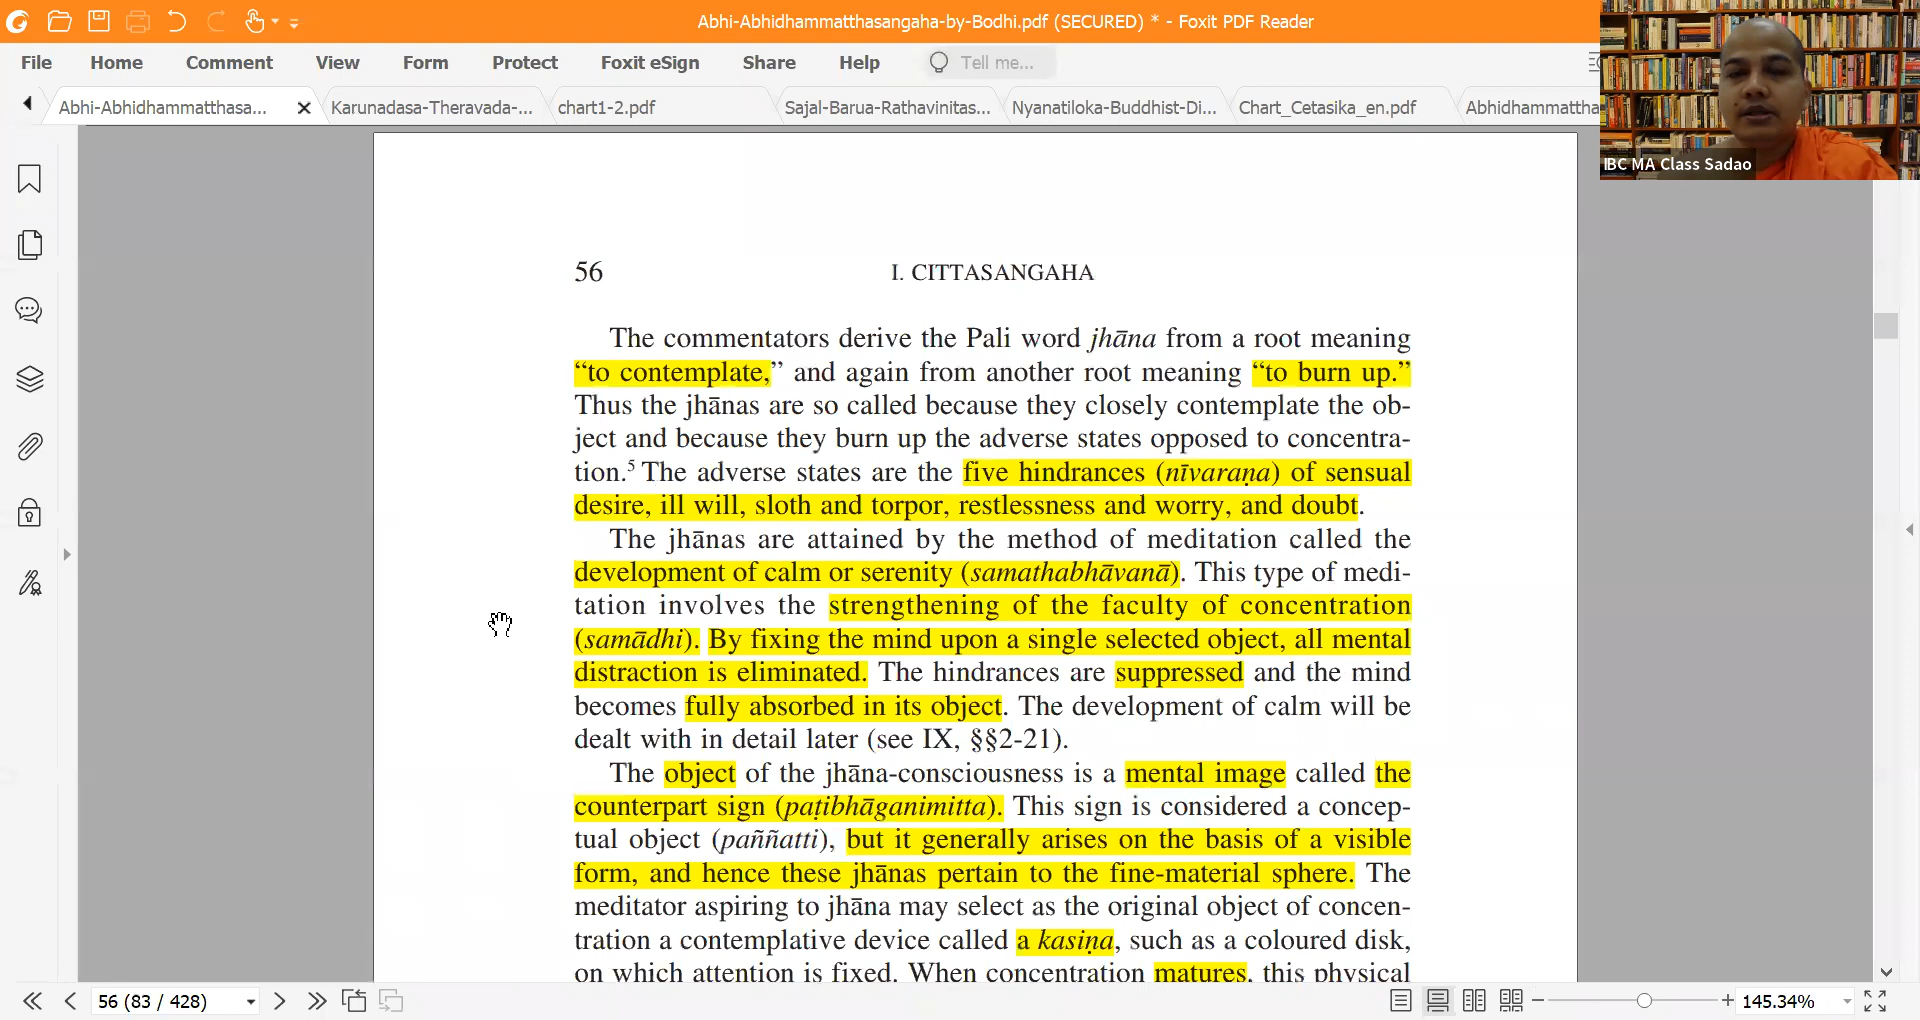 Abhi-Abhidhammatthasangaha-by-Bodhi.pdf (SECURED) * - Foxit PDF Reader
File Home Comment View Form Protect Foxit eSign Share Help Tell me...
Abhi-Abhidhammatthasa... Karunadasa-Theravada-... chart1-2.pdf Sajal-Barua-Rathavinitas... Nyanatiloka-Buddhist-Di... Chart_Cetasika_en.pdf Abhidhammattha
IBC MA Class Sadao
56 I. CITTASANGAHA
The commentators derive the Pali word jhāna from a root meaning
“to contemplate,” and again from another root meaning “to burn up.”
Thus the jhānas are so called because they closely contemplate the ob-
ject and because they burn up the adverse states opposed to concentra-
tion.5 The adverse states are the five hindrances (nīvaraṇa) of sensual
desire, ill will, sloth and torpor, restlessness and worry, and doubt.
The jhānas are attained by the method of meditation called the
development of calm or serenity (samathabhāvanā). This type of medi-
tation involves the strengthening of the faculty of concentration
(samādhi). By fixing the mind upon a single selected object, all mental
distraction is eliminated. The hindrances are suppressed and the mind
becomes fully absorbed in its object. The development of calm will be
dealt with in detail later (see IX, §§2-21).
The object of the jhāna-consciousness is a mental image called the
counterpart sign (paṭibhāganimitta). This sign is considered a concep-
tual object (paññatti), but it generally arises on the basis of a visible
form, and hence these jhānas pertain to the fine-material sphere. The
meditator aspiring to jhāna may select as the original object of concen-
tration a contemplative device called a kasiṇa, such as a coloured disk,
on which attention is fixed. When concentration matures, this physical
56 (83 / 428) 145.34%